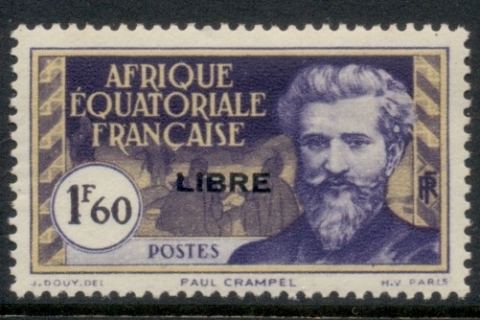 AFRIQUE
ÉQUATORIALE
FRANÇAISE
LIBRE
1F60
RF
POSTES
J.DOUY.DEL
PAUL CRAMPEL
H.V. PARIS